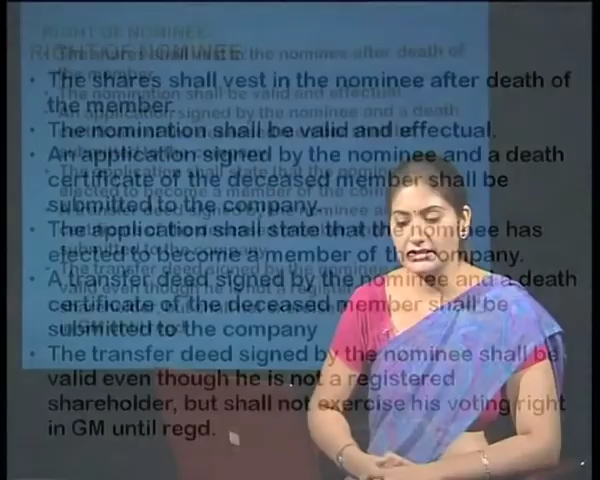 RIGHT OF NOMINEE:
• The shares shall vest in the nominee after death of
the member.
• The nomination shall be valid and effectual.
• An application signed by the nominee and a death
certificate of the deceased member shall be
submitted to the company.
• The application shall state that the nominee has
elected to become a member of the company.
• A transfer deed signed by the nominee and a death
certificate of the deceased member shall be
submitted to the company
• The transfer deed signed by the nominee shall be
valid even though he is not a registered
shareholder, but shall not exercise his voting right
in GM until regd.